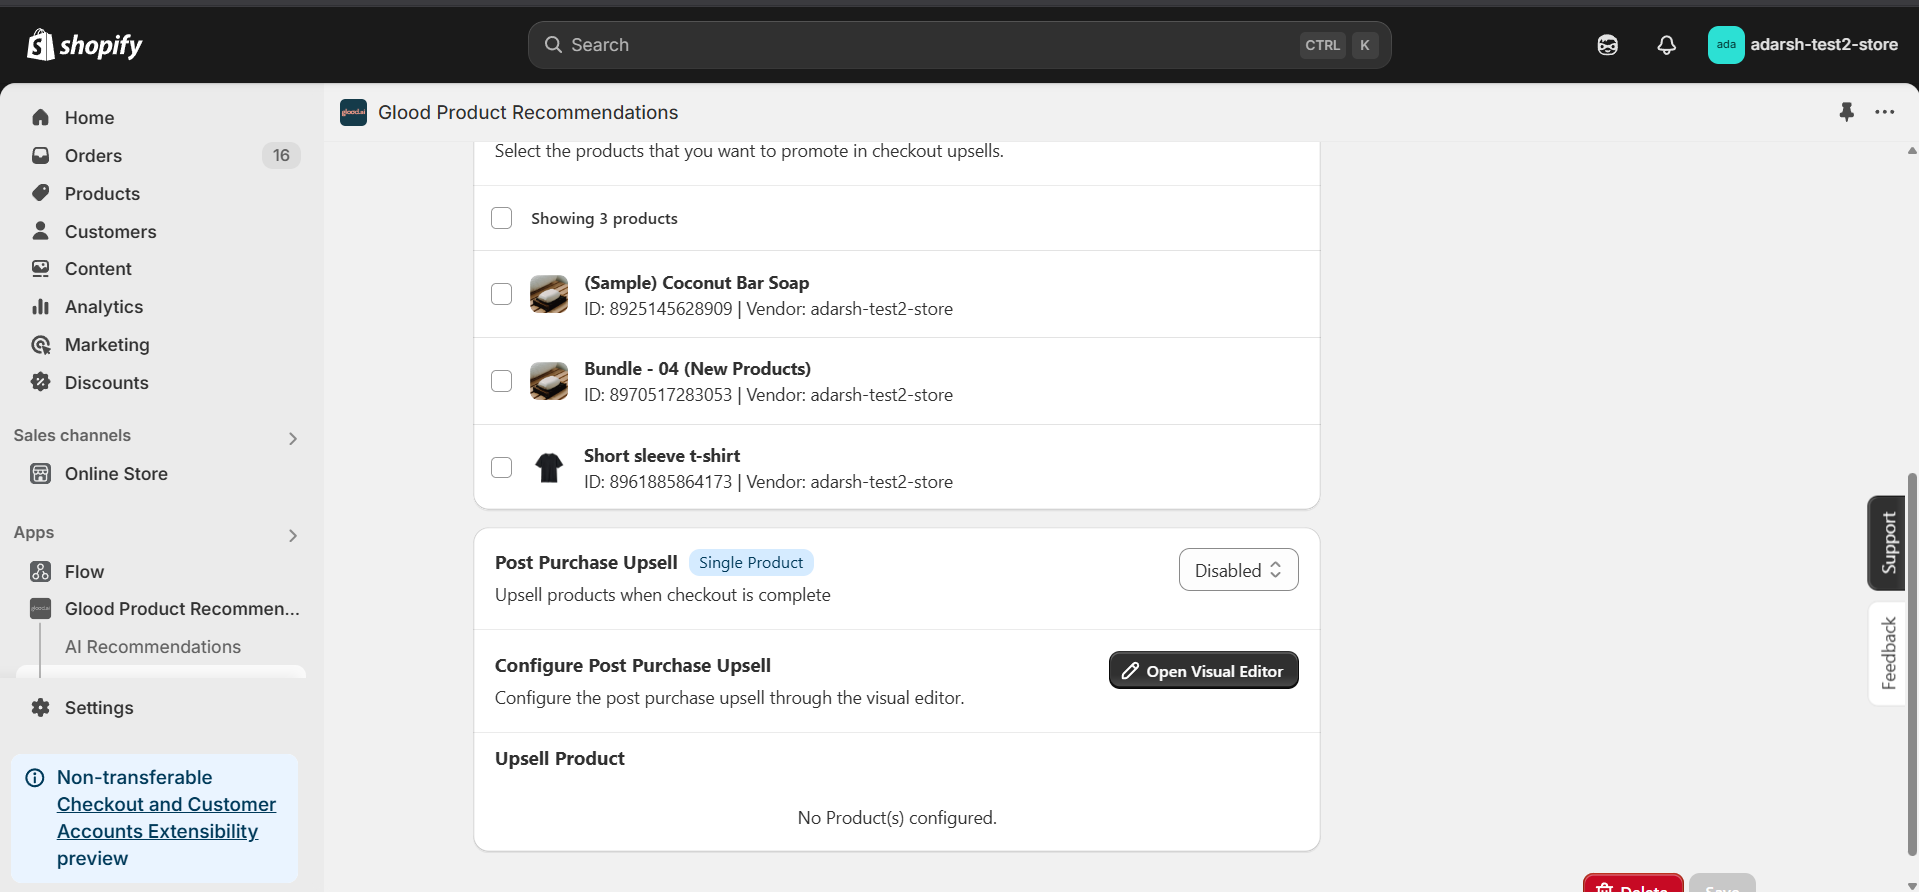 shopify
Search
CTRL K
ada
adarsh-test2-store
Home
Orders
16
Products
Customers
Content
Analytics
Marketing
Discounts
Sales channels
Online Store
Apps
Flow
Glood Product Recommen...
AI Recommendations
Settings
Non-transferable
Checkout and Customer
Accounts Extensibility
preview
glood.ai
Glood Product Recommendations
Select the products that you want to promote in checkout upsells.
Showing 3 products
(Sample) Coconut Bar Soap
ID: 8925145628909 | Vendor: adarsh-test2-store
Bundle - 04 (New Products)
ID: 8970517283053 | Vendor: adarsh-test2-store
Short sleeve t-shirt
ID: 8961885864173 | Vendor: adarsh-test2-store
Post Purchase Upsell
Single Product
Disabled
Upsell products when checkout is complete
Configure Post Purchase Upsell
Open Visual Editor
Configure the post purchase upsell through the visual editor.
Upsell Product
No Product(s) configured.
Support
Feedback
Delete
Save